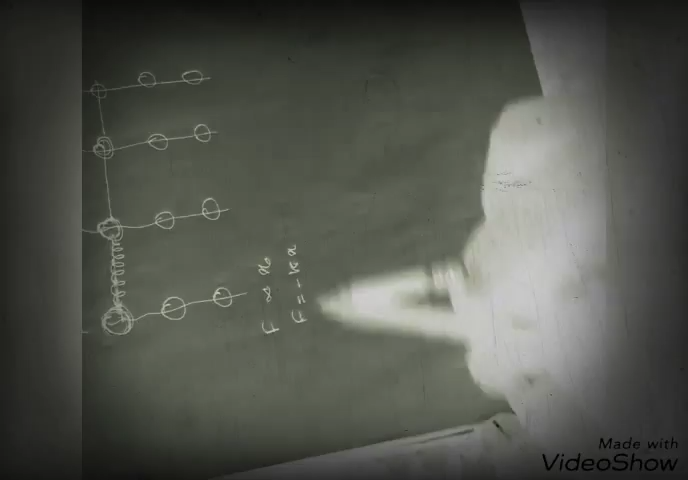 F ∝ x
F = -kx
Made with
VideoShow